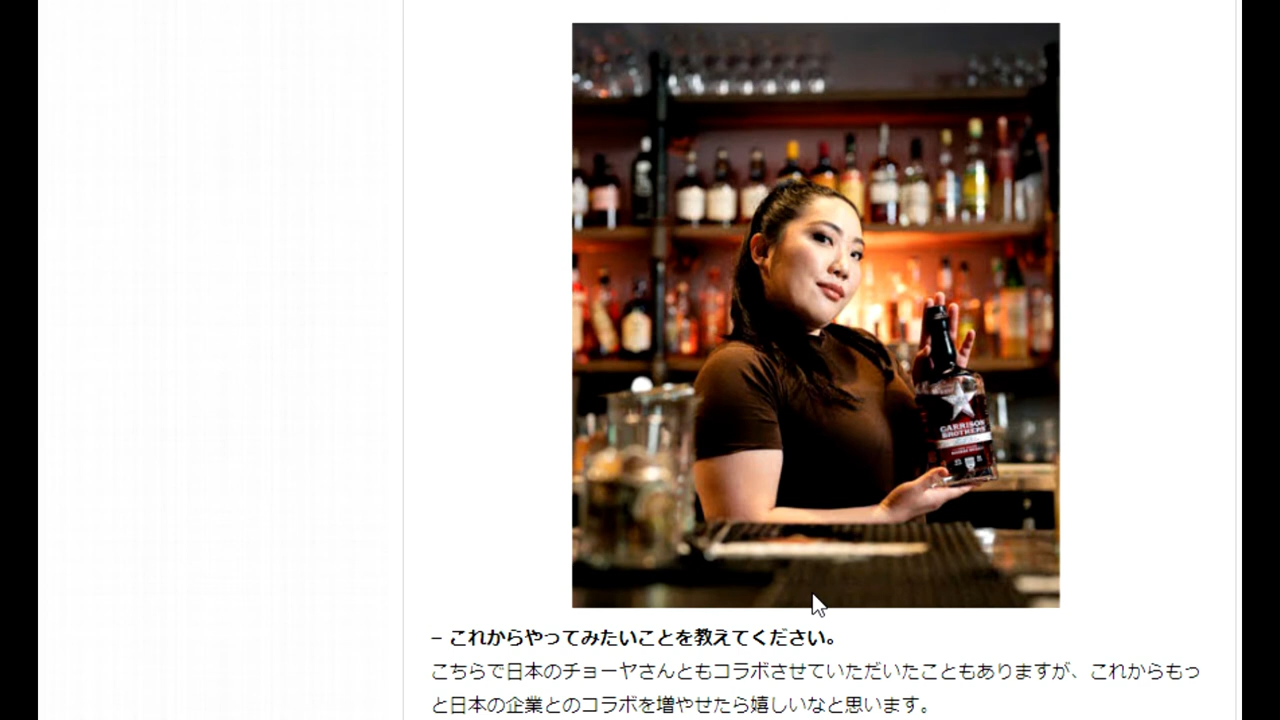 GARRISON
BROTHERS
– これからやってみたいことを教えてください。
こちらで日本のチョーヤさんともコラボさせていただいたこともありますが、これからもっ
と日本の企業とのコラボを増やせたら嬉しいなと思います。